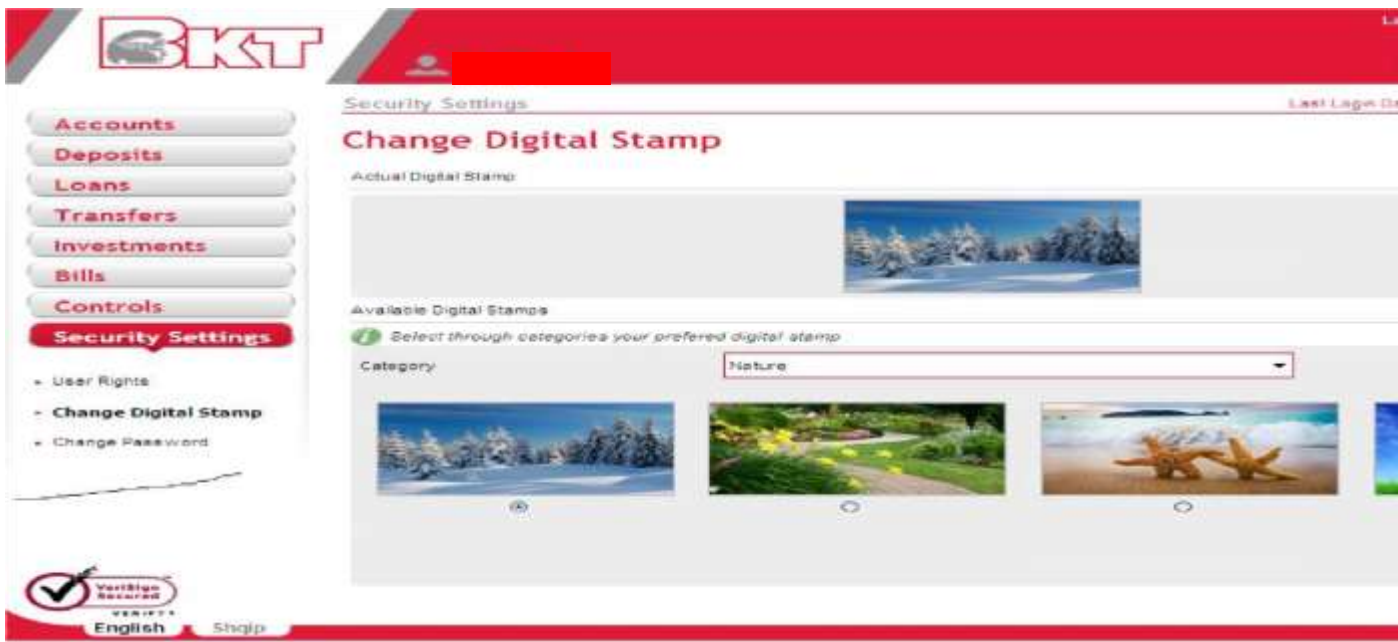 BKT
Security Settings
Last Login Da
Accounts
Deposits
Loans
Transfers
Investments
Bills
Controls
Security Settings
User Rights
Change Digital Stamp
Change Password
Change Digital Stamp
Actual Digital Stamp
Available Digital Stamps
Select through categories your prefered digital stamp
Category
Nature
VeriSign
Secured
VERIFY
English
Shqip